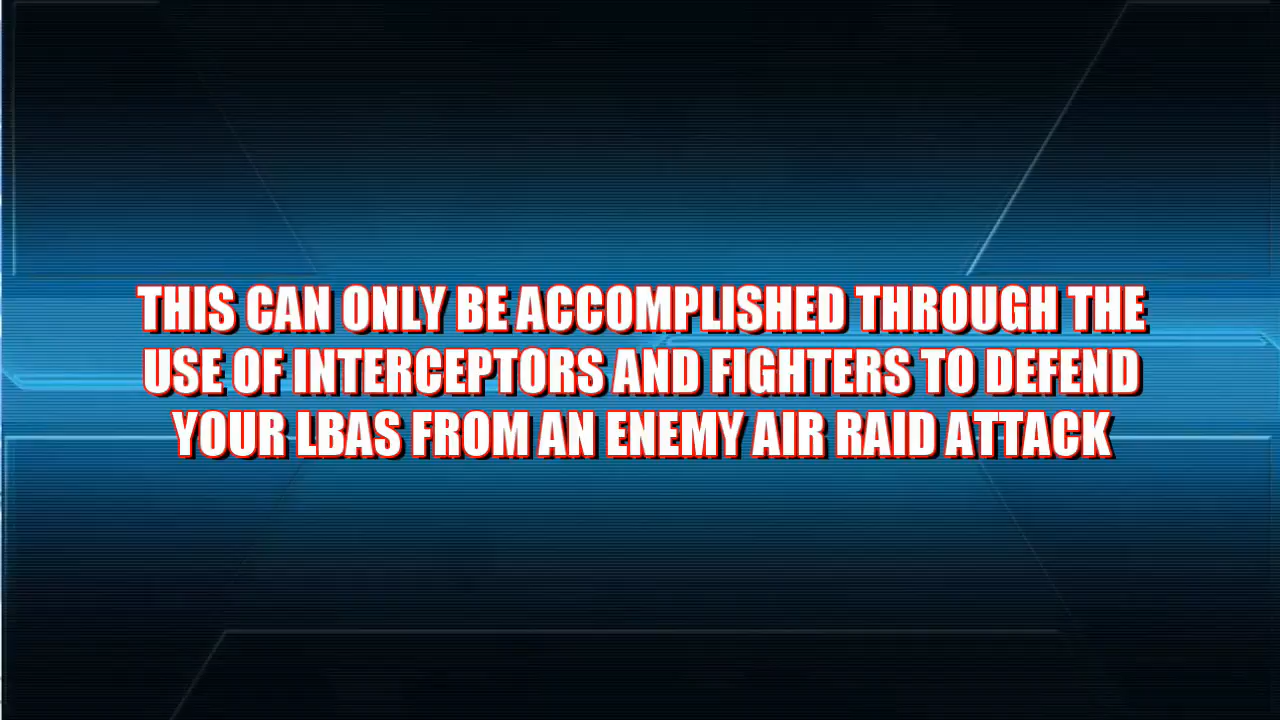 THIS CAN ONLY BE ACCOMPLISHED THROUGH THE
USE OF INTERCEPTORS AND FIGHTERS TO DEFEND
YOUR LBAS FROM AN ENEMY AIR RAID ATTACK